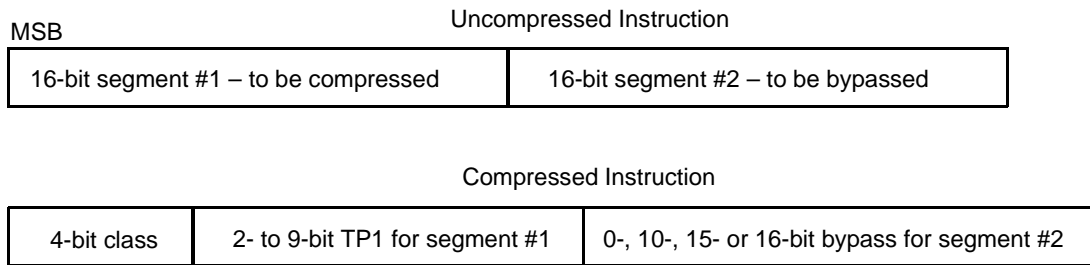 Uncompressed Instruction
MSB
16-bit segment #1 – to be compressed
16-bit segment #2 – to be bypassed
Compressed Instruction
4-bit class
2- to 9-bit TP1 for segment #1
0-, 10-, 15- or 16-bit bypass for segment #2